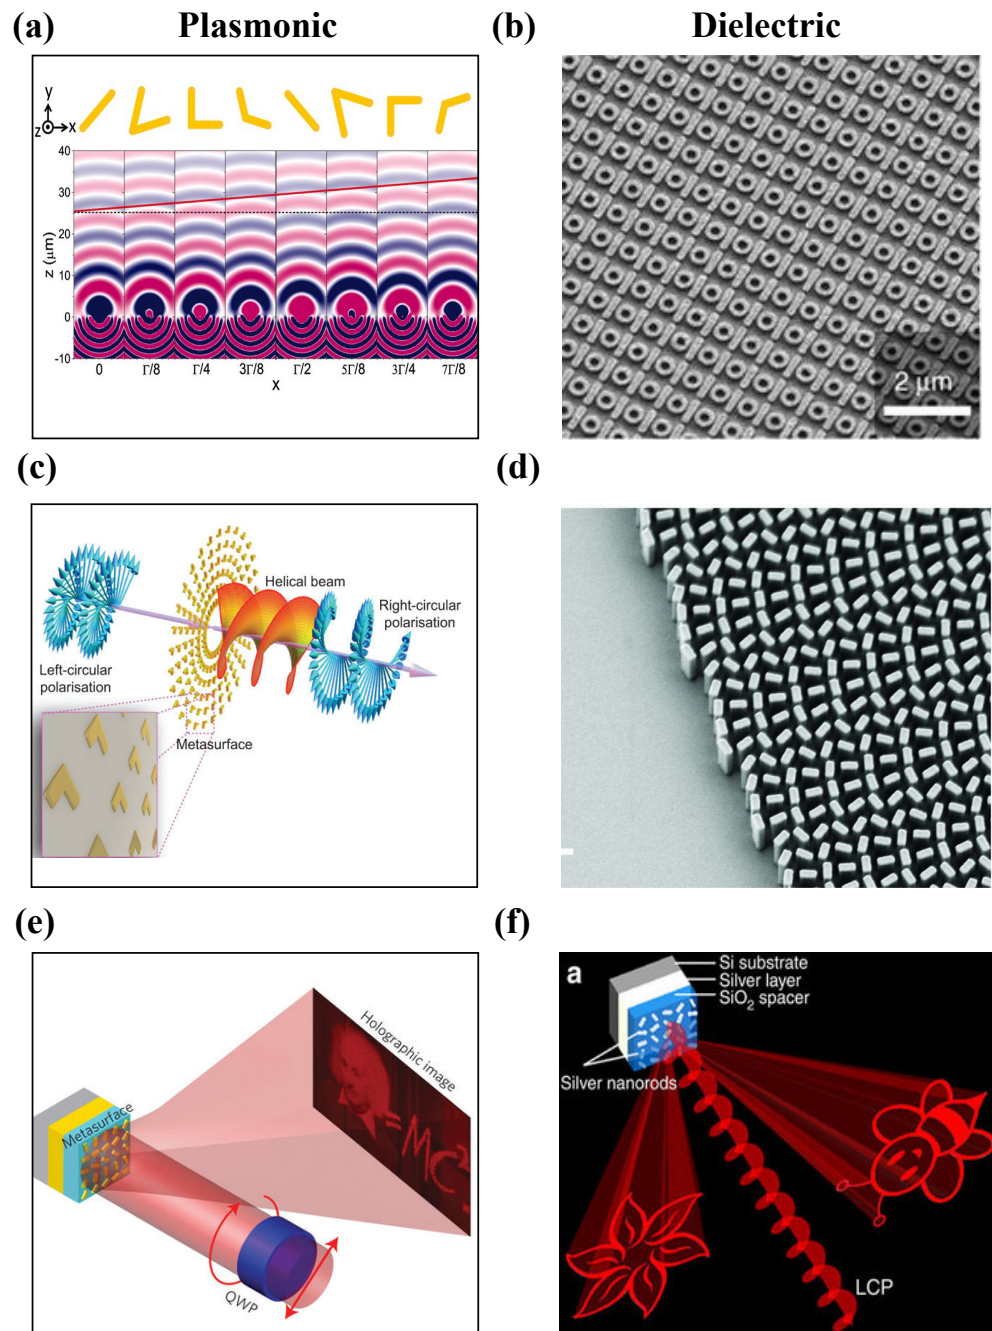 (a) Plasmonic
(b) Dielectric
y
z x
40
30
20
10
0
-10
z (μm)
0 Γ/8 Γ/4 3Γ/8 Γ/2 5Γ/8 3Γ/4 7Γ/8
x
2 μm
(c)
(d)
Helical beam
Right-circular
polarisation
Left-circular
polarisation
Metasurface
(e)
(f)
Holographic image
Metasurface
=MC²
QWP
a
Si substrate
Silver layer
SiO₂ spacer
Silver nanorods
LCP